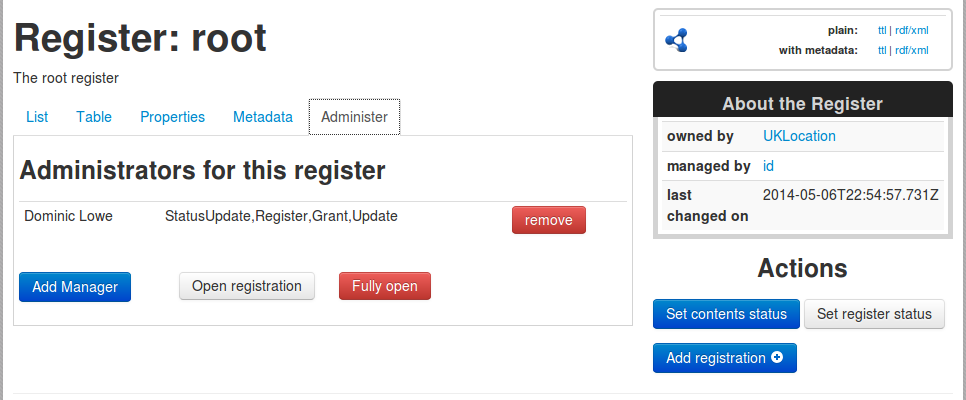 Register: root
The root register
List Table Properties Metadata Administer
Administrators for this register
Dominic Lowe StatusUpdate,Register,Grant,Update remove
Add Manager Open registration Fully open
plain: ttl | rdf/xml
with metadata: ttl | rdf/xml
About the Register
owned by UKLocation
managed by id
last 2014-05-06T22:54:57.731Z
changed on
Actions
Set contents status Set register status
Add registration